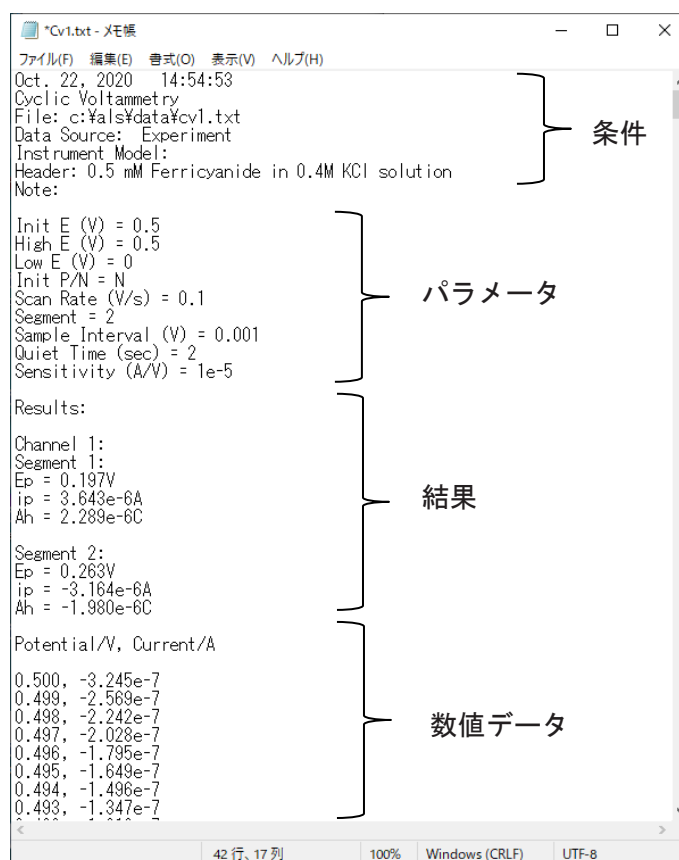 *Cv1.txt - メモ帳
ファイル(F) 編集(E) 書式(O) 表示(V) ヘルプ(H)
Oct. 22, 2020 14:54:53
Cyclic Voltammetry
File: c:¥als¥data¥cv1.txt
Data Source: Experiment
Instrument Model:
Header: 0.5 mM Ferricyanide in 0.4M KCl solution
Note:
条件
Init E (V) = 0.5
High E (V) = 0.5
Low E (V) = 0
Init P/N = N
Scan Rate (V/s) = 0.1
Segment = 2
Sample Interval (V) = 0.001
Quiet Time (sec) = 2
Sensitivity (A/V) = 1e-5
パラメータ
Results:
Channel 1:
Segment 1:
Ep = 0.197V
ip = 3.643e-6A
Ah = 2.289e-6C
Segment 2:
Ep = 0.263V
ip = -3.164e-6A
Ah = -1.980e-6C
結果
Potential/V, Current/A
0.500, -3.245e-7
0.499, -2.569e-7
0.498, -2.242e-7
0.497, -2.028e-7
0.496, -1.795e-7
0.495, -1.649e-7
0.494, -1.496e-7
0.493, -1.347e-7
数値データ
42 行、17 列 100% Windows (CRLF) UTF-8